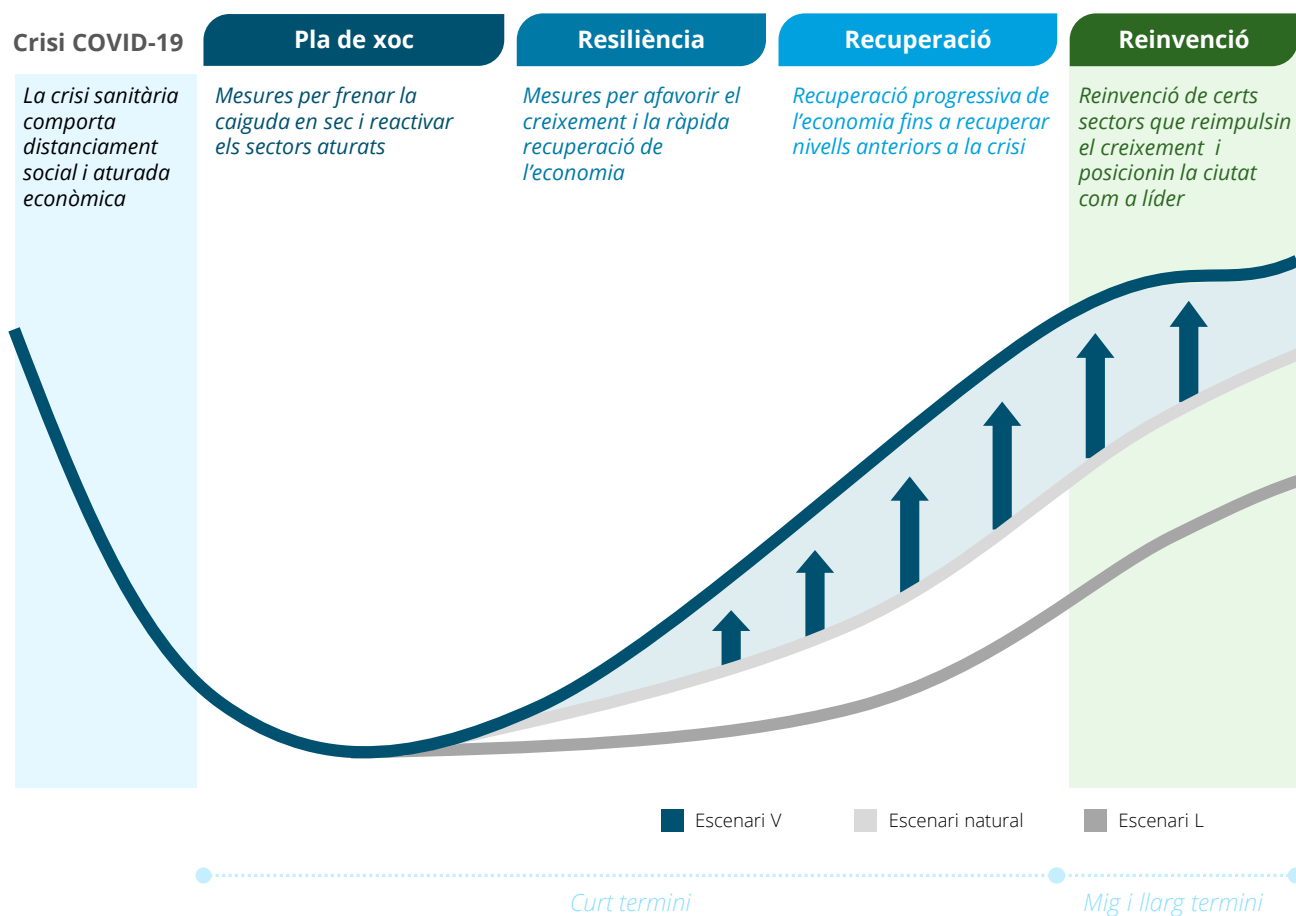 Crisi COVID-19
Pla de xoc
Resiliència
Recuperació
Reinvenció
La crisi sanitària
comporta
distanciament
social i aturada
econòmica
Mesures per frenar la
caiguda en sec i reactivar
els sectors aturats
Mesures per afavorir el
creixement i la ràpida
recuperació de
l’economia
Recuperació progressiva de
l’economia fins a recuperar
nivells anteriors a la crisi
Reinvenció de certs
sectors que reimpulsin
el creixement i
posicionin la ciutat
com a líder
Escenari V
Escenari natural
Escenari L
Curt termini
Mig i llarg termini